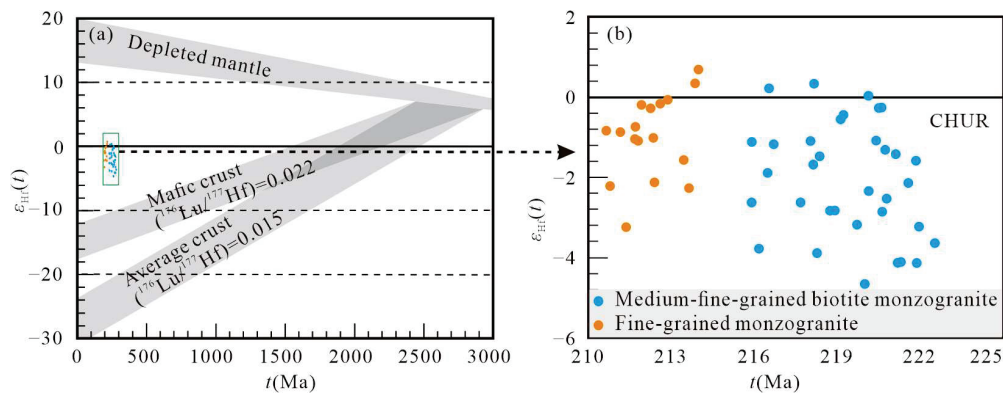 20
10
0
−10
−20
−30
εHf(t)
(a)
Depleted mantle
Mafic crust
(¹⁷⁶Lu/¹⁷⁷Hf)=0.022
Average crust
(¹⁷⁶Lu/¹⁷⁷Hf)=0.015
0 500 1000 1500 2000 2500 3000
t(Ma)
2
0
−2
−4
−6
εHf(t)
(b)
CHUR
Medium-fine-grained biotite monzogranite
Fine-grained monzogranite
210 213 216 219 222 225
t(Ma)